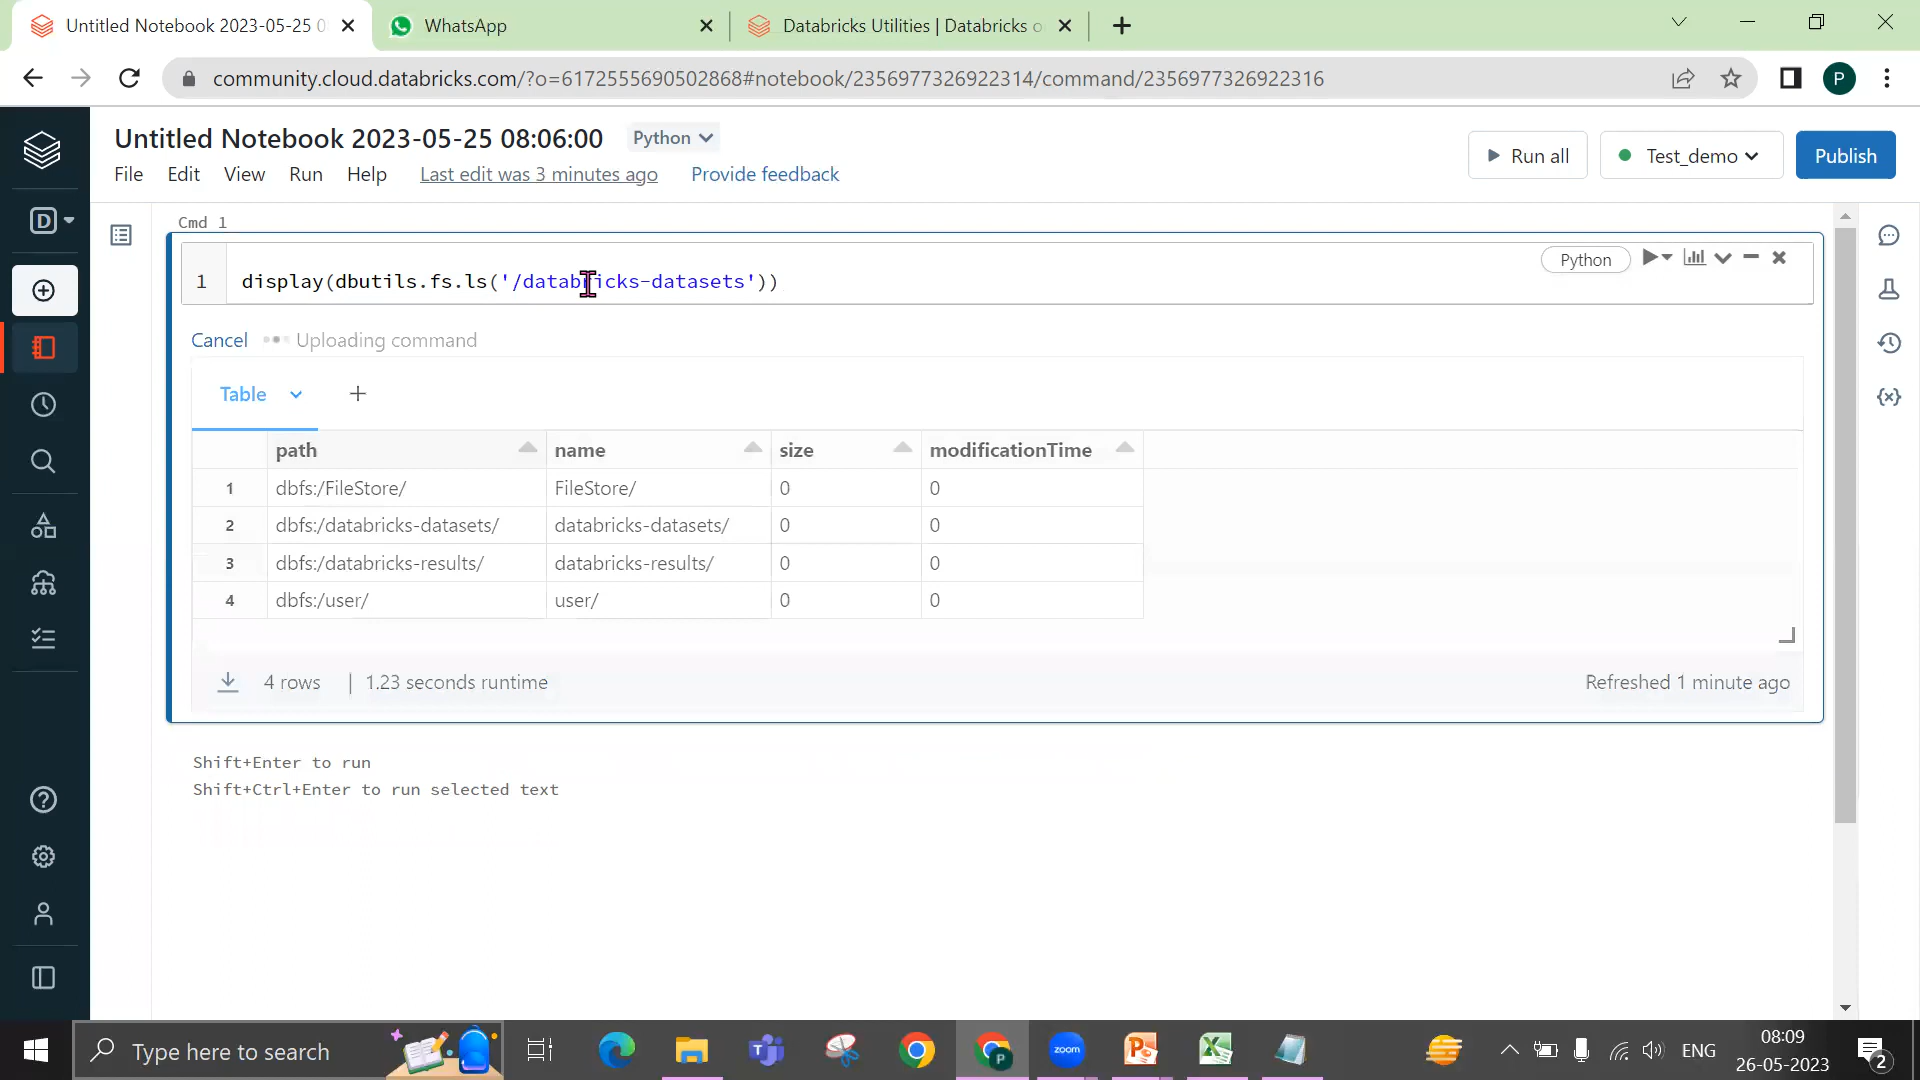 Untitled Notebook 2023-05-25 0
WhatsApp
Databricks Utilities | Databricks o
community.cloud.databricks.com/?o=6172555690502868#notebook/2356977326922314/command/2356977326922316
P
Untitled Notebook 2023-05-25 08:06:00
Python
File Edit View Run Help Last edit was 3 minutes ago Provide feedback
Run all
Test_demo
Publish
D
Cmd 1
1 display(dbutils.fs.ls('/databricks-datasets'))
Python
Cancel Uploading command
Table
path name size modificationTime
1 dbfs:/FileStore/ FileStore/ 0 0
2 dbfs:/databricks-datasets/ databricks-datasets/ 0 0
3 dbfs:/databricks-results/ databricks-results/ 0 0
4 dbfs:/user/ user/ 0 0
4 rows | 1.23 seconds runtime
Refreshed 1 minute ago
Shift+Enter to run
Shift+Ctrl+Enter to run selected text
Type here to search
zoom
ENG
08:09
26-05-2023
2